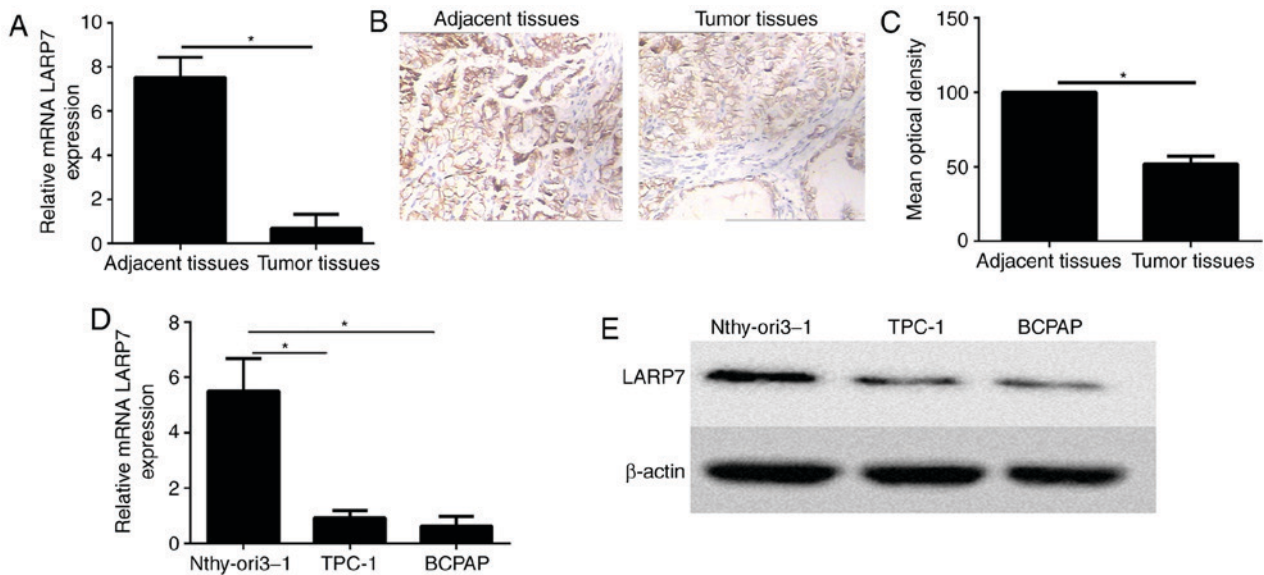 A
Relative mRNA LARP7
expression
10
8
6
4
2
0
*
Adjacent tissues
Tumor tissues
B
Adjacent tissues
Tumor tissues
C
Mean optical density
150
100
50
0
*
Adjacent tissues
Tumor tissues
D
Relative mRNA LARP7
expression
8
6
4
2
0
*
*
Nthy-ori3–1
TPC-1
BCPAP
E
Nthy-ori3–1
TPC-1
BCPAP
LARP7
β-actin